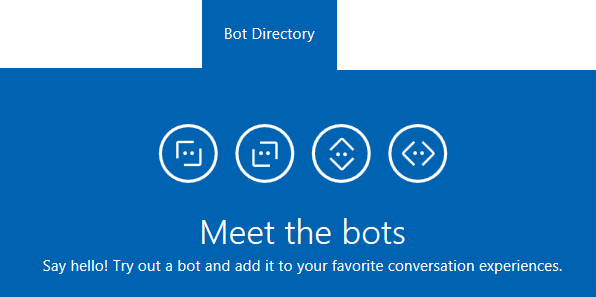 Bot Directory
Meet the bots
Say hello! Try out a bot and add it to your favorite conversation experiences.